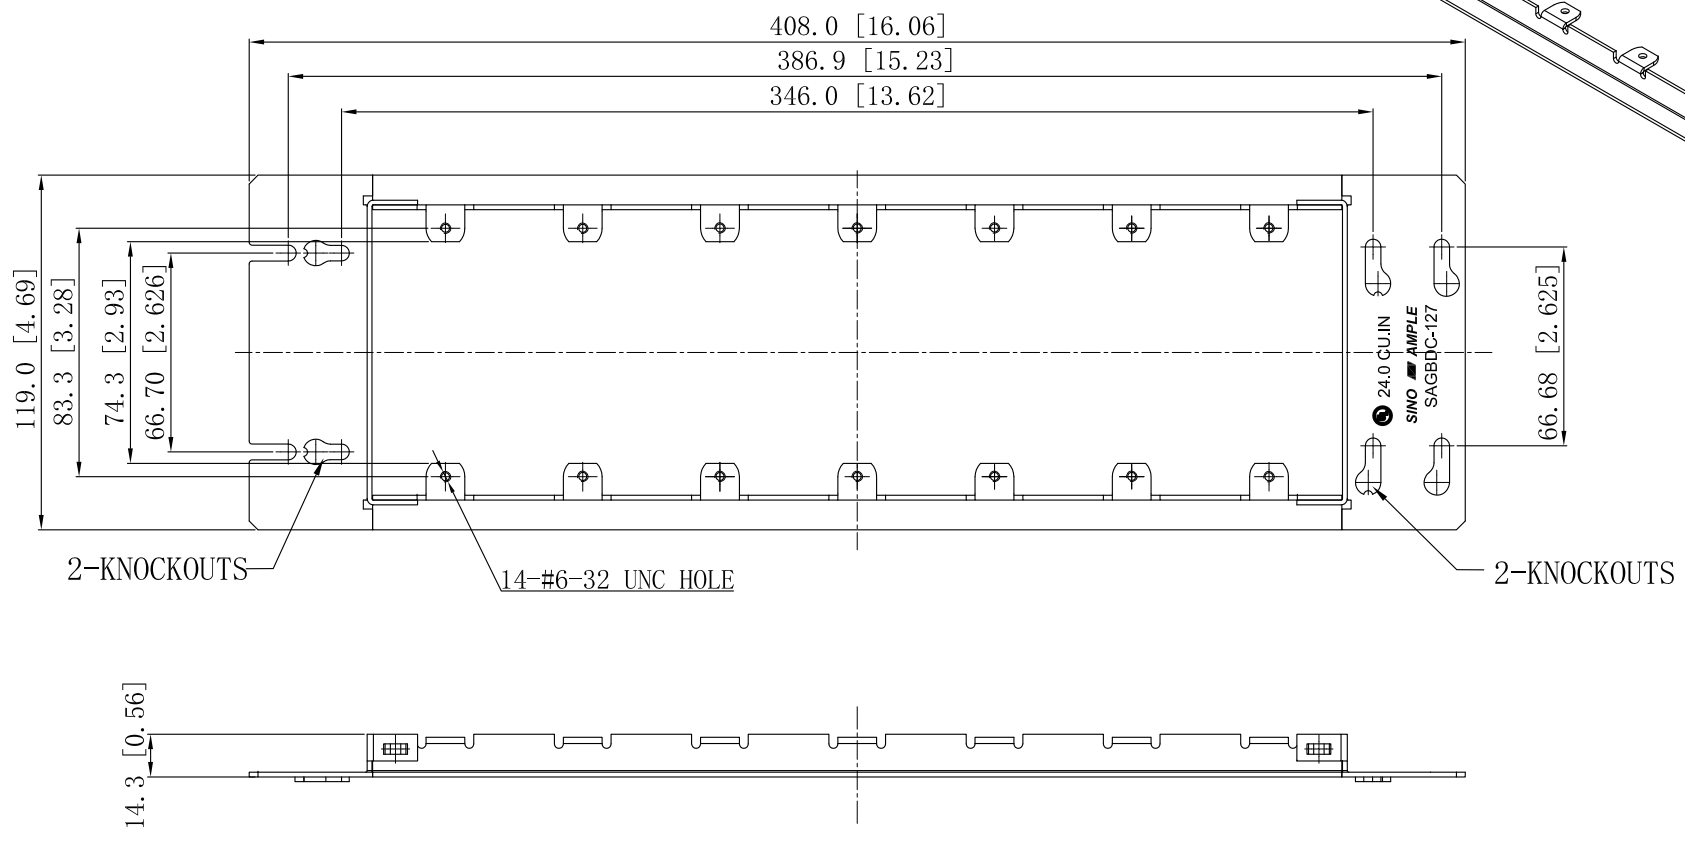 408.0 [16.06]
386.9 [15.23]
346.0 [13.62]
119.0 [4.69]
83.3 [3.28]
74.3 [2.93]
66.70 [2.626]
24.0 CU.IN
SINO AMPLE
SAGBDC-127
66.68 [2.625]
2-KNOCKOUTS
14-#6-32 UNC HOLE
2-KNOCKOUTS
14.3 [0.56]